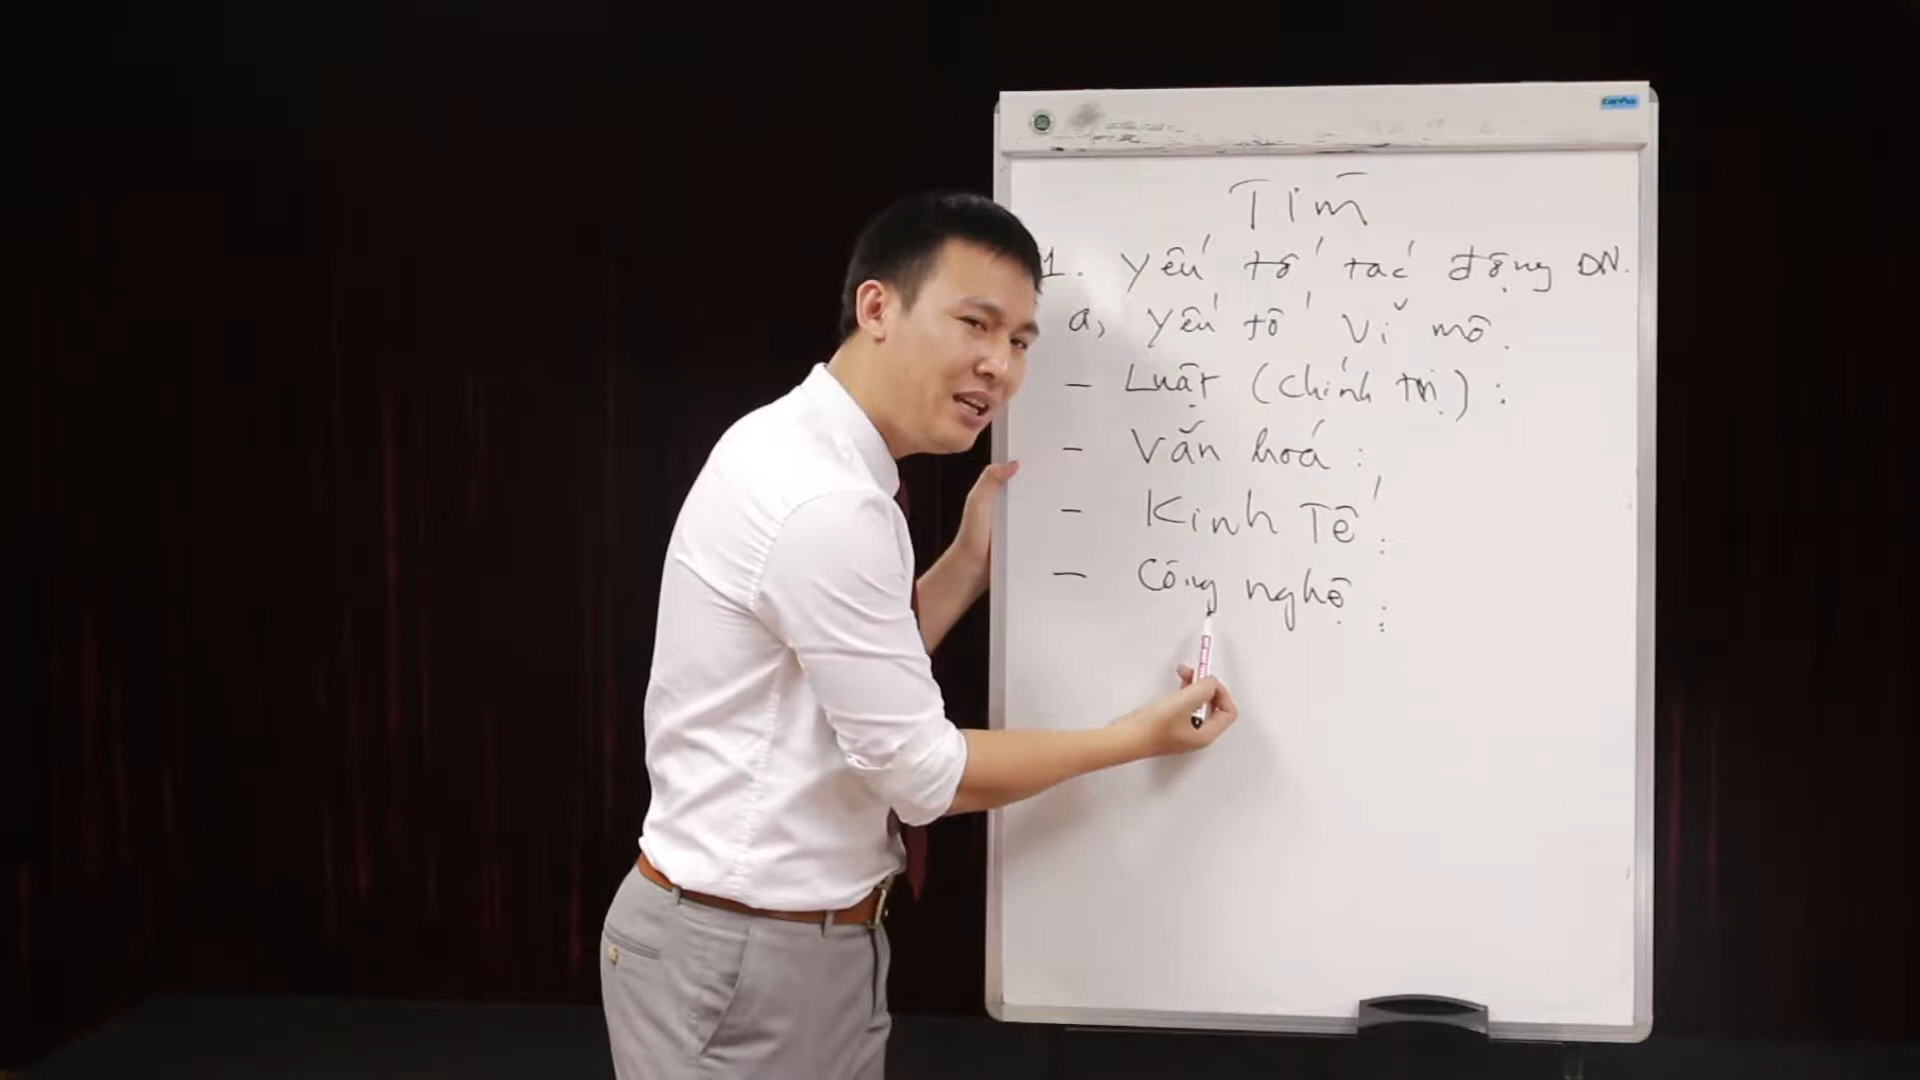 Tim
1. Yếu tố tác động DN.
a, Yếu tố Vĩ mô.
- Luật (chính trị) :
- Văn hoá :
- Kinh Tế :
- Công nghệ :